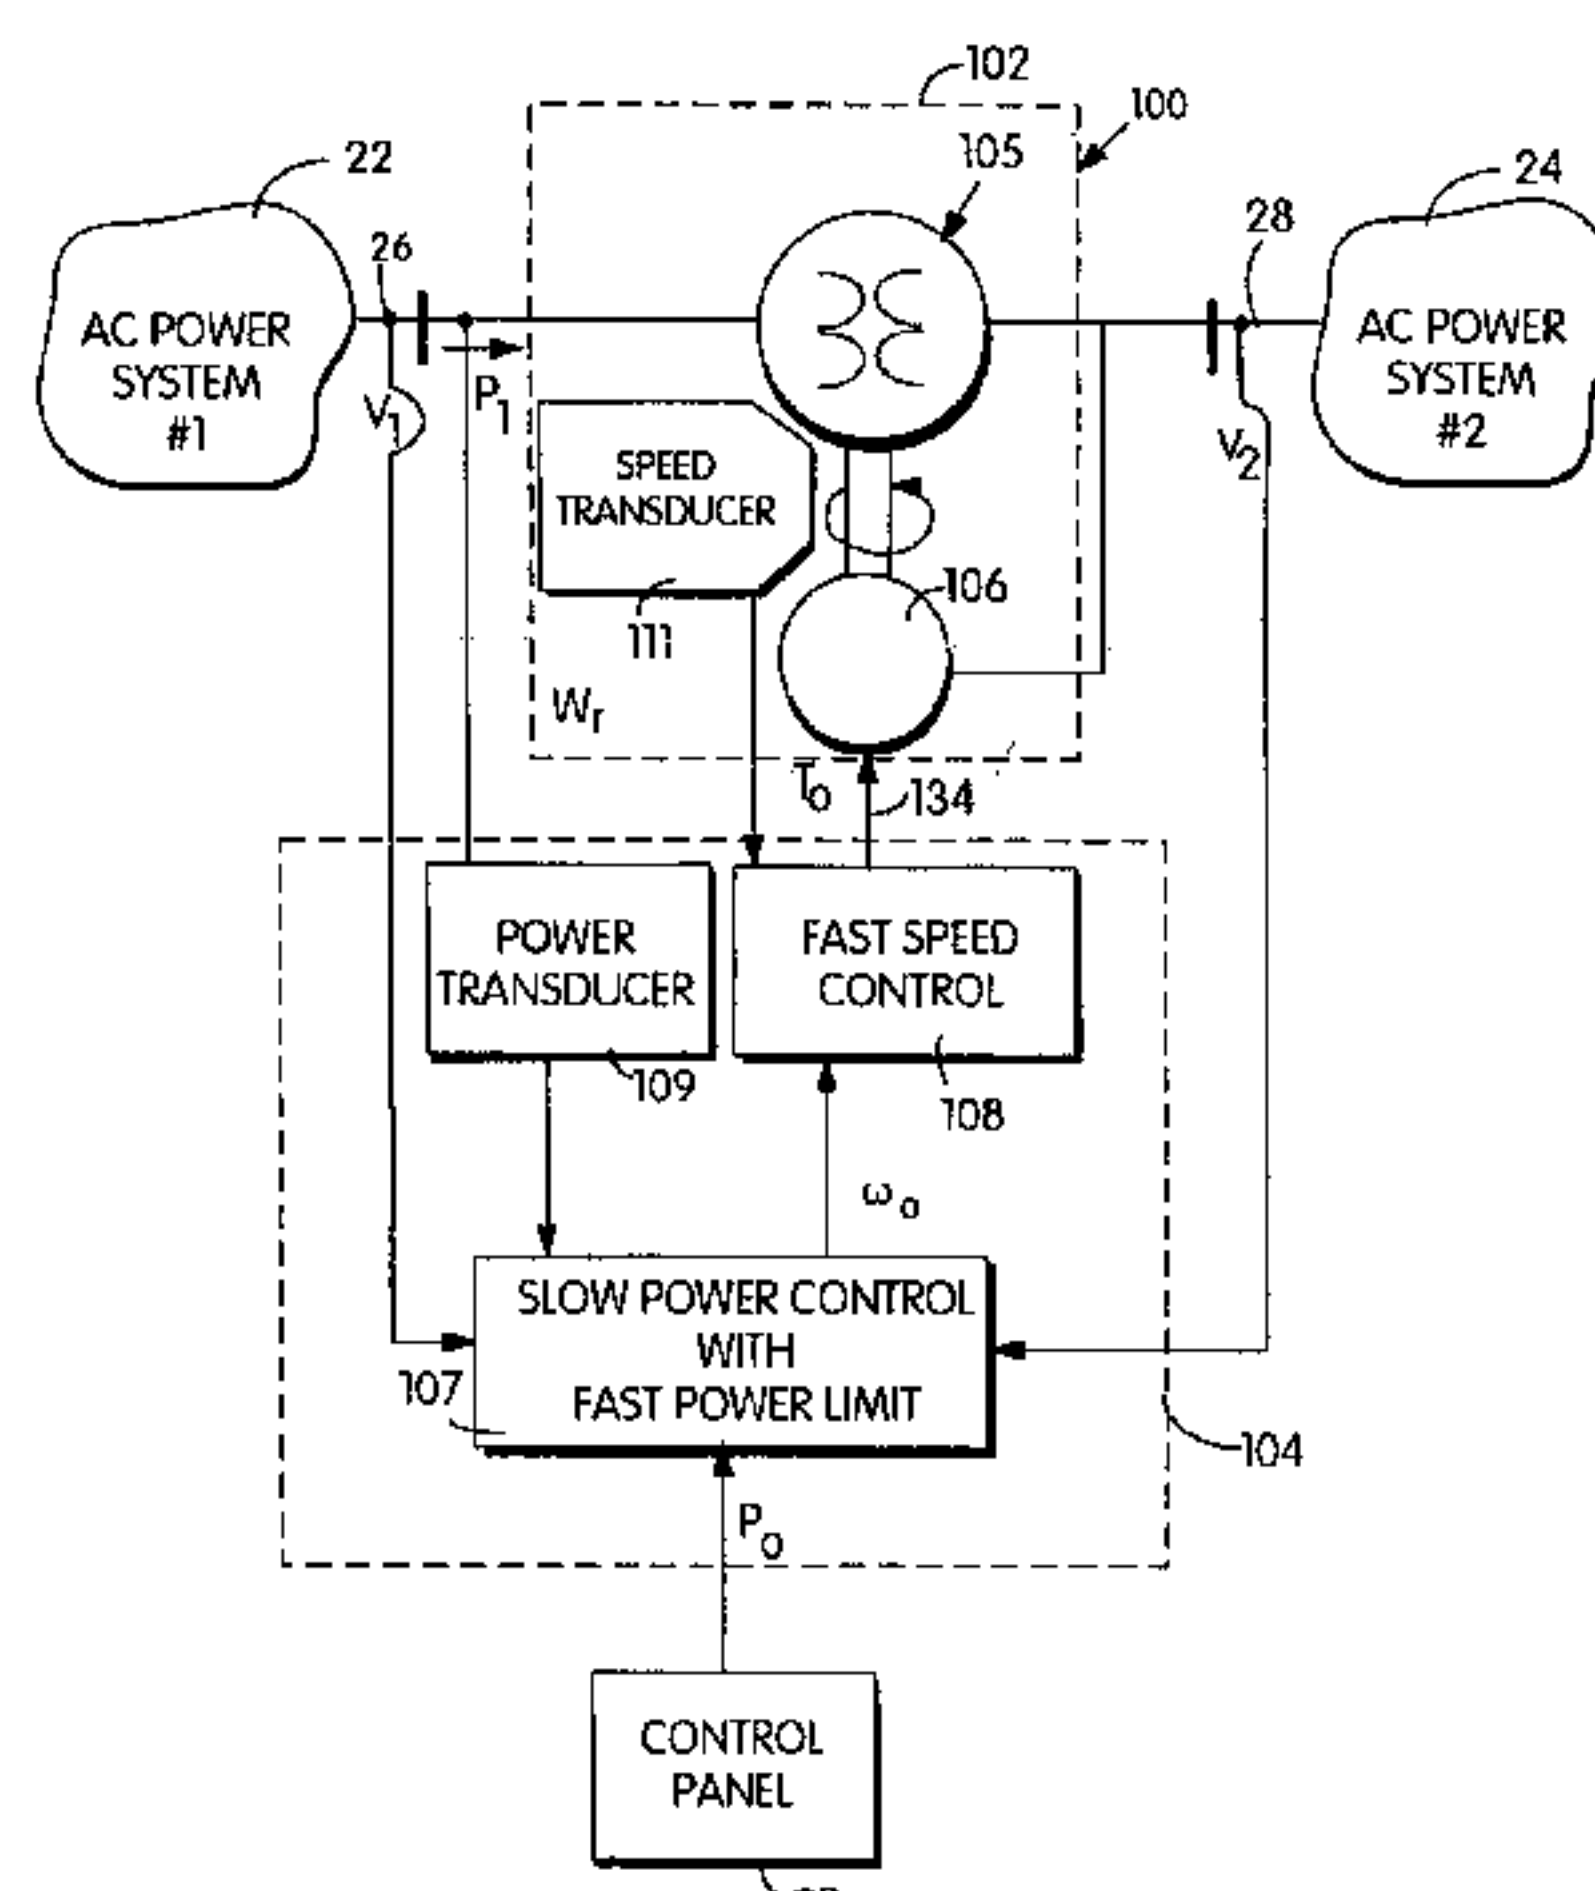 102
100
105
22
24
26
28
AC POWER
SYSTEM
#1
AC POWER
SYSTEM
#2
P1
V1
V2
SPEED
TRANSDUCER
111
106
Wr
To
134
POWER
TRANSDUCER
FAST SPEED
CONTROL
109
108
ωo
SLOW POWER CONTROL
WITH
FAST POWER LIMIT
107
104
Po
CONTROL
PANEL